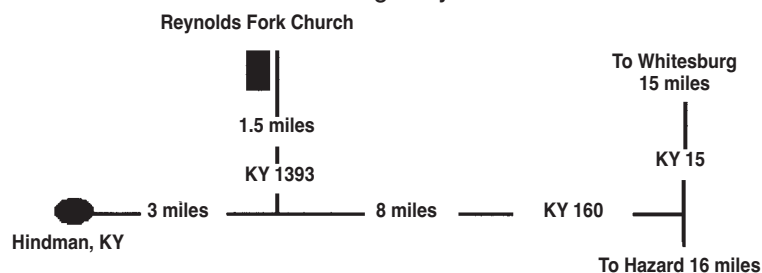 Reynolds Fork Church
To Whitesburg
15 miles
1.5 miles
KY 15
KY 1393
3 miles
8 miles
KY 160
Hindman, KY
To Hazard 16 miles